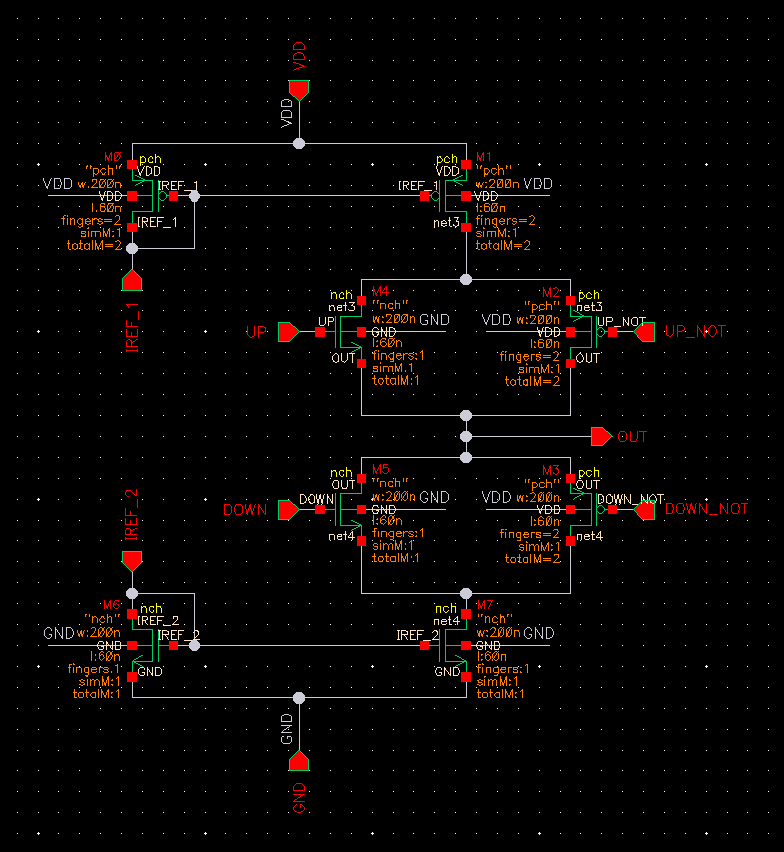 VDD
VDD
M0
pch
"pch"
VDD
w:200n
VDD
VDD
IREF_1
l:60n
IREF_1
fingers=2
simM:1
totalM=2
IREF_1
M1
pch
"pch"
VDD
w:200n
IREF_1
VDD
VDD
l:60n
net3
fingers=2
simM:1
totalM=2
M4
nch
net3
"nch"
w:200n
UP
UP
GND
GND
l:60n
OUT
fingers:1
simM:1
totalM:1
M2
pch
net3
"pch"
w:200n
VDD
VDD
UP_NOT
UP_NOT
l:60n
OUT
fingers=2
simM:1
totalM=2
OUT
M5
nch
OUT
"nch"
w:200n
DOWN
DOWN
GND
GND
l:60n
net4
fingers:1
simM:1
totalM:1
M3
pch
OUT
"pch"
w:200n
VDD
VDD
DOWN_NOT
DOWN_NOT
l:60n
net4
fingers=2
simM:1
totalM=2
IREF_2
M6
nch
"nch"
IREF_2
w:200n
GND
GND
IREF_2
l:60n
GND
fingers:1
simM:1
totalM:1
M7
nch
"nch"
net4
w:200n
IREF_2
GND
GND
l:60n
GND
fingers:1
simM:1
totalM:1
GND
GND